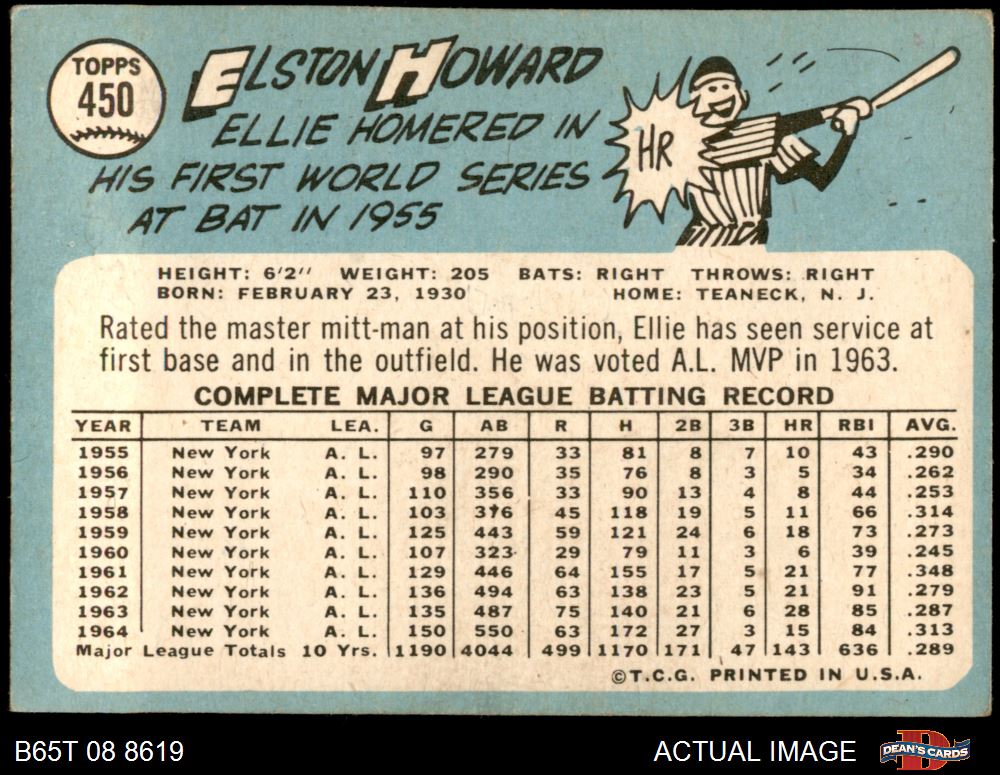 TOPPS
450
ELSTON HOWARD
ELLIE HOMERED IN
HIS FIRST WORLD SERIES
AT BAT IN 1955
HR
HEIGHT: 6'2" WEIGHT: 205 BATS: RIGHT THROWS: RIGHT
BORN: FEBRUARY 23, 1930 HOME: TEANECK, N. J.
Rated the master mitt-man at his position, Ellie has seen service at
first base and in the outfield. He was voted A.L. MVP in 1963.
COMPLETE MAJOR LEAGUE BATTING RECORD
YEAR TEAM LEA. G AB R H 2B 3B HR RBI AVG.
1955 New York A. L. 97 279 33 81 8 7 10 43 .290
1956 New York A. L. 98 290 35 76 8 3 5 34 .262
1957 New York A. L. 110 356 33 90 13 4 8 44 .253
1958 New York A. L. 103 376 45 118 19 5 11 66 .314
1959 New York A. L. 125 443 59 121 24 6 18 73 .273
1960 New York A. L. 107 323 29 79 11 3 6 39 .245
1961 New York A. L. 129 446 64 155 17 5 21 77 .348
1962 New York A. L. 136 494 63 138 23 5 21 91 .279
1963 New York A. L. 135 487 75 140 21 6 28 85 .287
1964 New York A. L. 150 550 63 172 27 3 15 84 .313
Major League Totals 10 Yrs. 1190 4044 499 1170 171 47 143 636 .289
©T.C.G. PRINTED IN U.S.A.
B65T 08 8619 ACTUAL IMAGE D DEAN'S CARDS